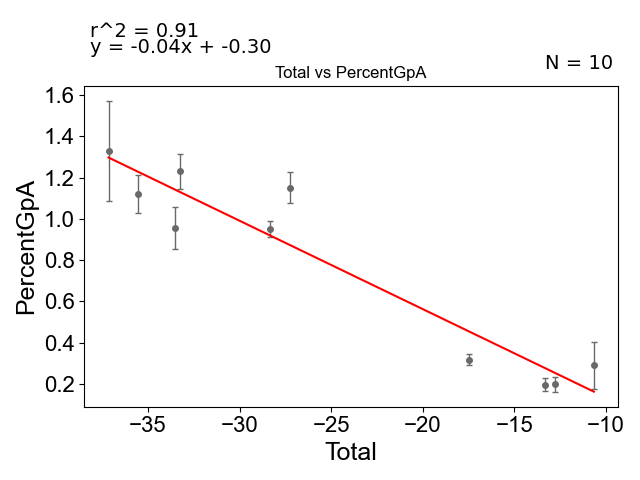 r^2 = 0.91
y = -0.04x + -0.30
N = 10
Total vs PercentGpA
1.6
1.4
1.2
1.0
0.8
0.6
0.4
0.2
PercentGpA
−35 −30 −25 −20 −15 −10
Total